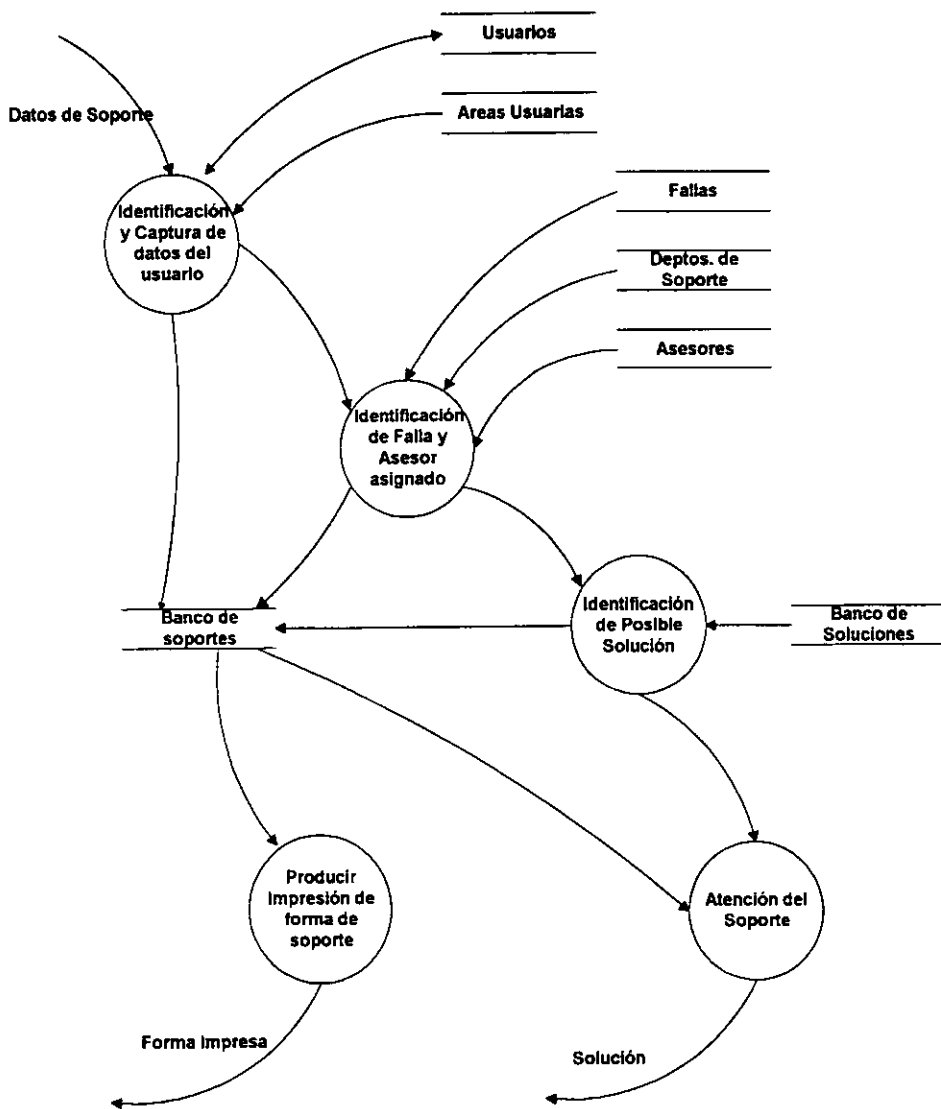 Usuarios
Datos de Soporte
Areas Usuarias
Identificación
y Captura de
datos del
usuario
Fallas
Deptos. de
Soporte
Asesores
Identificación
de Falla y
Asesor
asignado
Identificación
de Posible
Solución
Banco de
Soluciones
Banco de
soportes
Producir
Impresión de
forma de
soporte
Atención del
Soporte
Forma Impresa
Solución